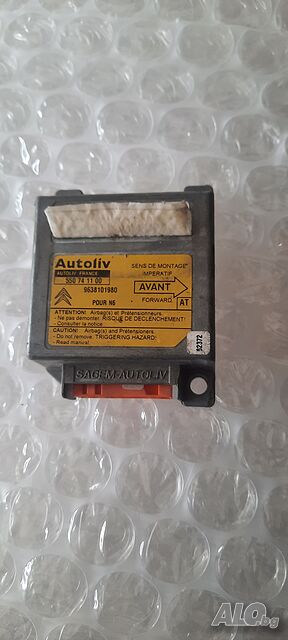 Autoliv
AUTOLIV FRANCE
550 74 11 00
9638101980
POUR N6
SENS DE MONTAGE
IMPERATIF
AVANT
FORWARD
AT
ATTENTION: Airbag(s) et Prétensionneurs.
- Ne pas démonter. RISQUE DE DECLENCHEMENT!
- Consulter la notice.
CAUTION: Airbag(s) and Pretensioners.
- Do not remove. TRIGGERING HAZARD!
- Read manual.
92372
SAGEM-AUTOLIV
ALO.bg